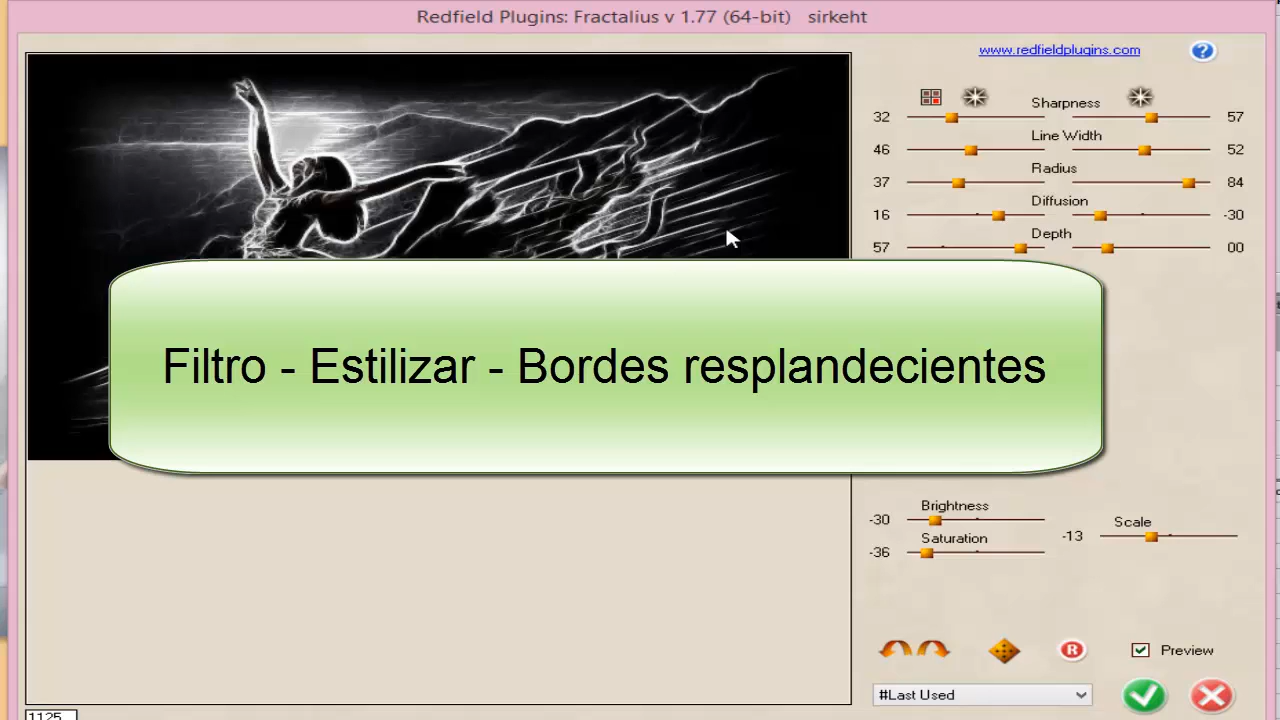 Redfield Plugins: Fractalius v 1.77 (64-bit) sirkeht
www.redfieldplugins.com
?
Sharpness
32 57
Line Width
46 52
Radius
37 84
Diffusion
16 -30
Depth
57 00
Filtro - Estilizar - Bordes resplandecientes
Brightness
-30
Scale
-13
Saturation
-36
R
Preview
#Last Used
1125